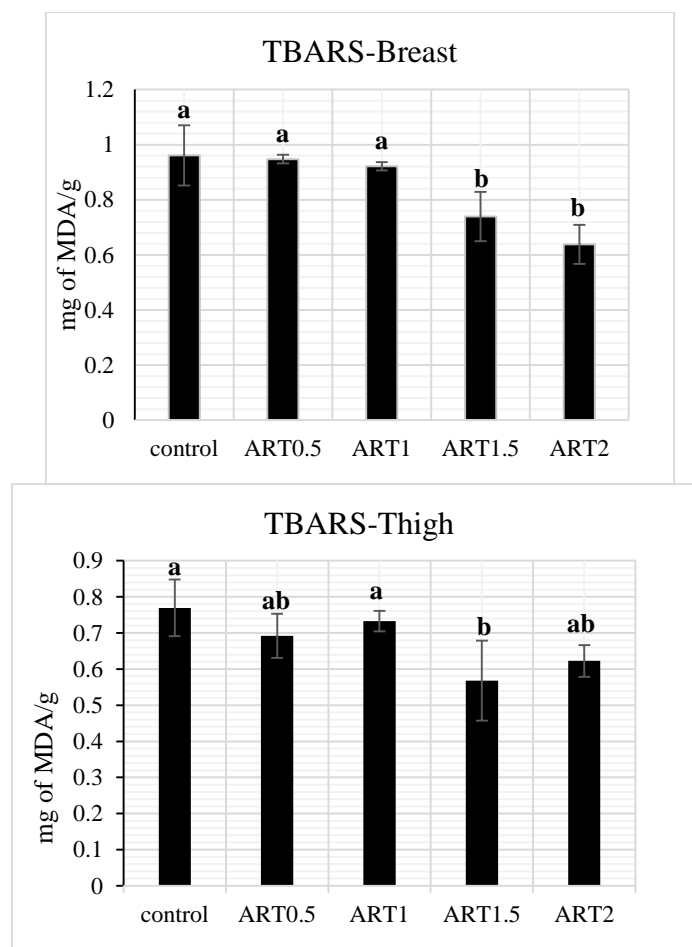 TBARS-Breast
mg of MDA/g
1.2
1
0.8
0.6
0.4
0.2
0
a
a
a
b
b
control ART0.5 ART1 ART1.5 ART2
TBARS-Thigh
mg of MDA/g
0.9
0.8
0.7
0.6
0.5
0.4
0.3
0.2
0.1
0
a
ab
a
b
ab
control ART0.5 ART1 ART1.5 ART2